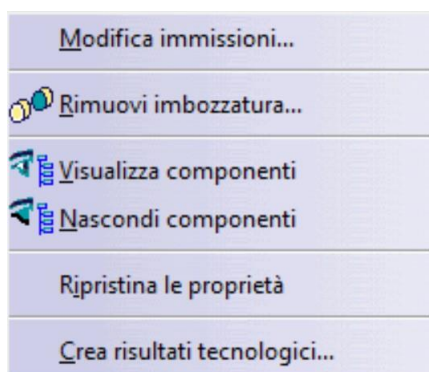 Modifica immissioni...
Rimuovi imbozzatura...
Visualizza componenti
Nascondi componenti
Ripristina le proprietà
Crea risultati tecnologici...